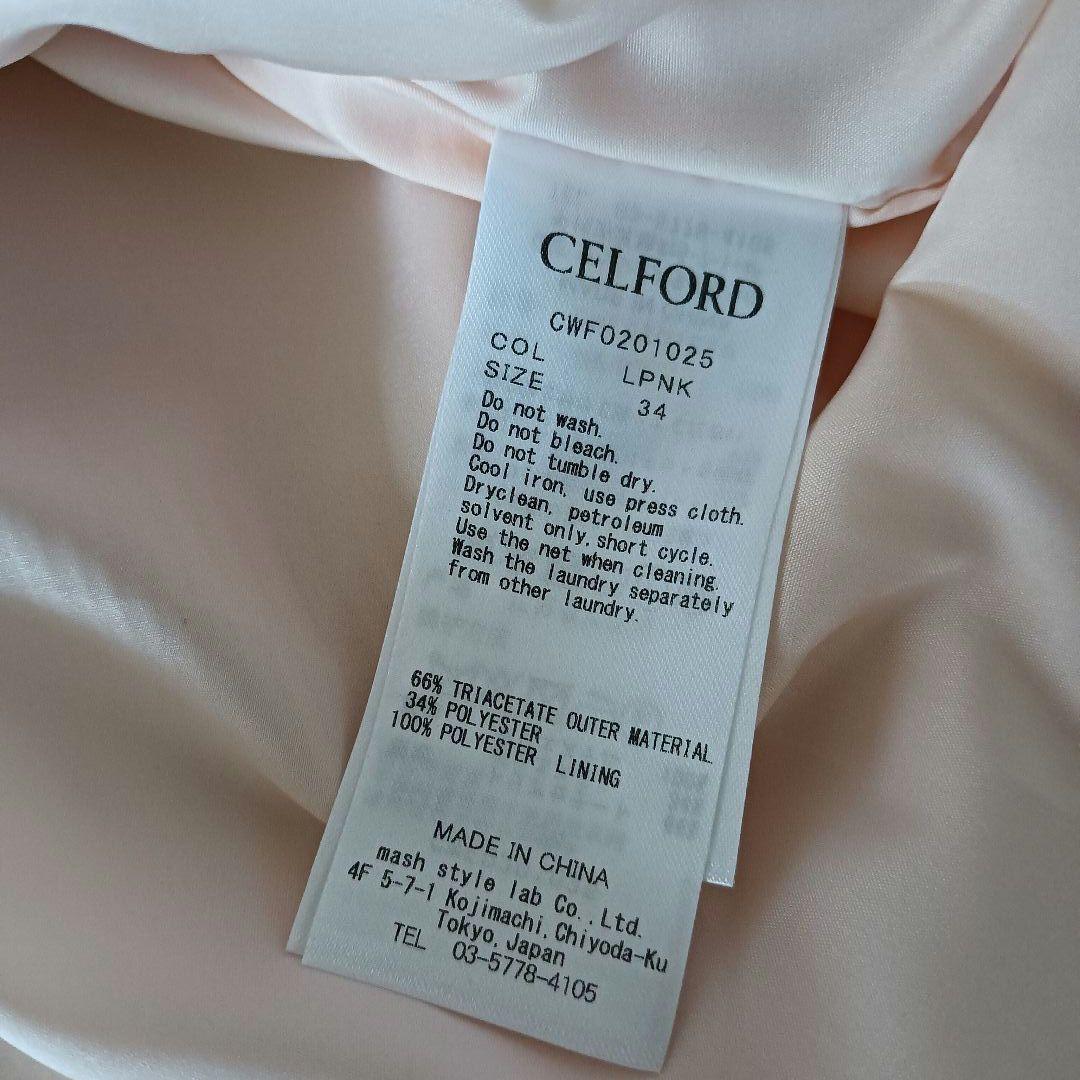 CELFORD
CWF0201025
COL LPNK
SIZE 34
Do not wash.
Do not bleach.
Do not tumble dry.
Cool iron, use press cloth.
Dryclean, petroleum
solvent only, short cycle.
Use the net when cleaning.
Wash the laundry separately
from other laundry.
66% TRIACETATE OUTER MATERIAL
34% POLYESTER
100% POLYESTER LINING
MADE IN CHINA
mash style lab Co., Ltd.
4F 5-7-1 Kojimachi, Chiyoda-Ku
Tokyo, Japan
TEL 03-5778-4105